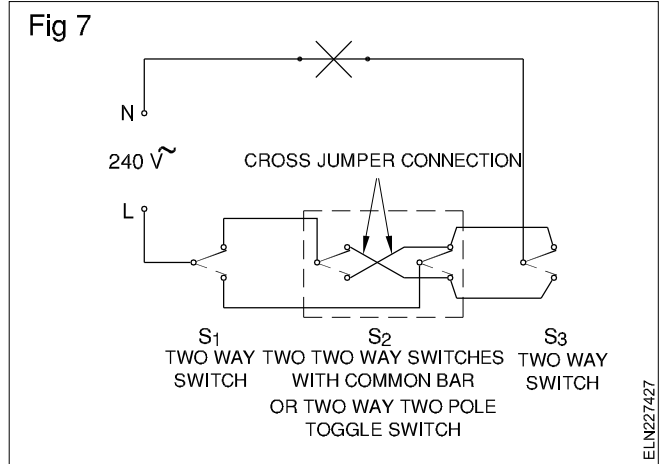 Fig 7
N
240 V~
CROSS JUMPER CONNECTION
L
S1
TWO WAY
SWITCH
S2
TWO TWO WAY SWITCHES
WITH COMMON BAR
OR TWO WAY TWO POLE
TOGGLE SWITCH
S3
TWO WAY
SWITCH
ELN227427